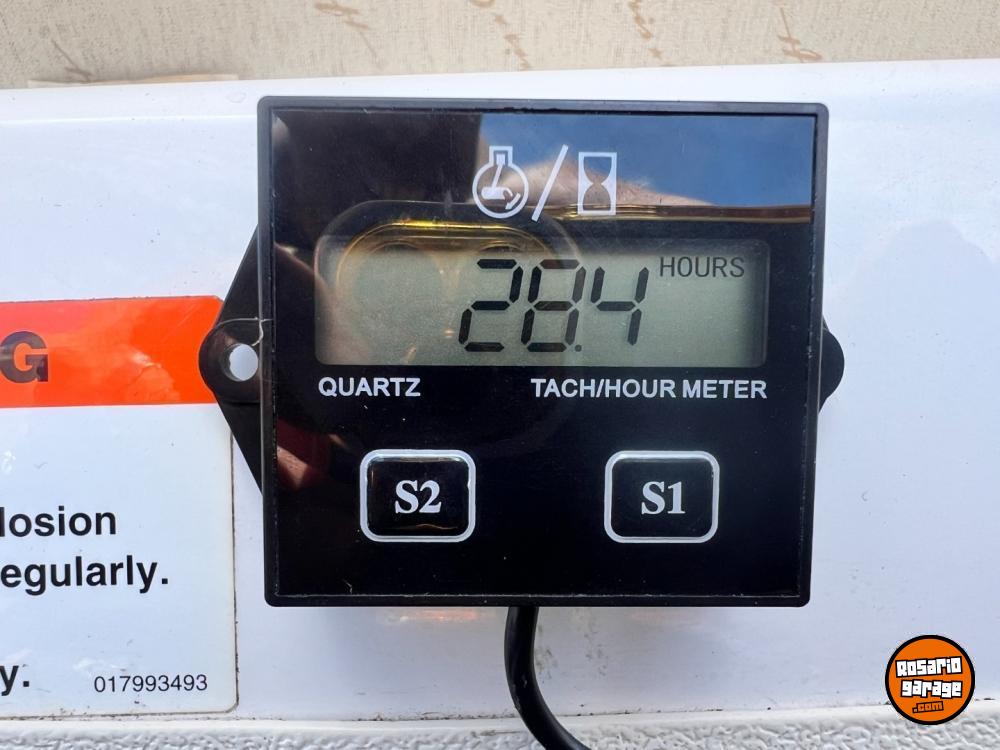 28.4 HOURS
QUARTZ TACH/HOUR METER
S2 S1
G
losion
egularly.
y.
017993493
Rosario
garage
.com